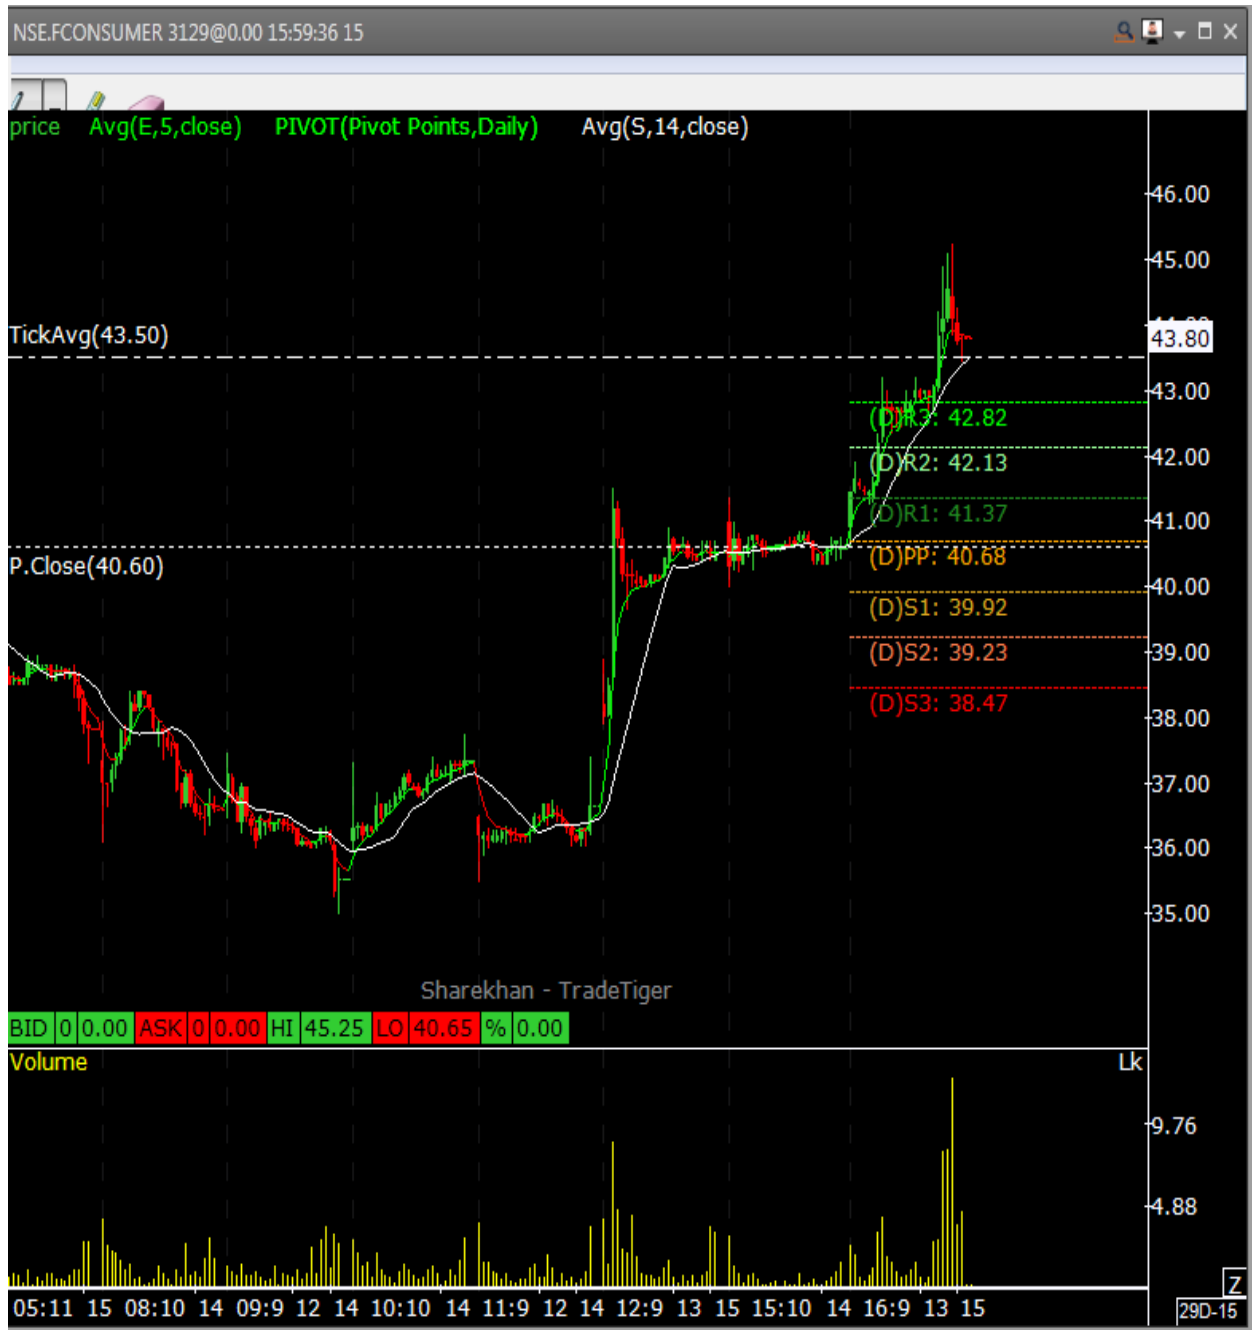 NSE.FCONSUMER 3129@0.00 15:59:36 15
price Avg(E,5,close) PIVOT(Pivot Points,Daily) Avg(S,14,close)
46.00
45.00
TickAvg(43.50)
43.80
43.00
(D)R3: 42.82
42.00
(D)R2: 42.13
(D)R1: 41.37
41.00
P.Close(40.60)
(D)PP: 40.68
40.00
(D)S1: 39.92
39.00
(D)S2: 39.23
(D)S3: 38.47
38.00
37.00
36.00
35.00
Sharekhan - TradeTiger
BID 0 0.00 ASK 0 0.00 HI 45.25 LO 40.65 % 0.00
Volume Lk
9.76
4.88
Z
05:11 15 08:10 14 09:9 12 14 10:10 14 11:9 12 14 12:9 13 15 15:10 14 16:9 13 15 29D-15